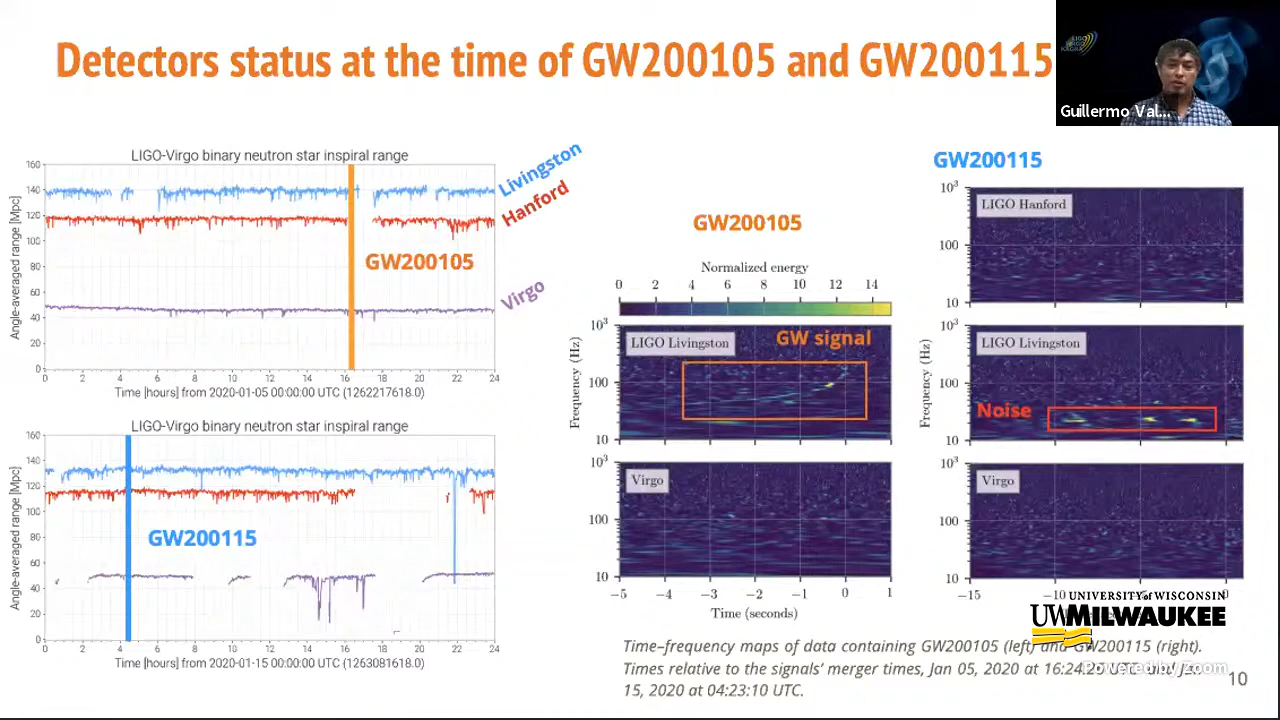 Detectors status at the time of GW200105 and GW200115
LIGO
VIRGO
KAGRA
Guillermo Val...
LIGO-Virgo binary neutron star inspiral range
Angle-averaged range [Mpc]
160
140
120
100
80
60
40
20
0
0 2 4 6 8 10 12 14 16 18 20 22 24
Time [hours] from 2020-01-05 00:00:00 UTC (1262217618.0)
Livingston
Hanford
GW200105
Virgo
LIGO-Virgo binary neutron star inspiral range
Angle-averaged range [Mpc]
160
140
120
100
80
60
40
20
0
GW200115
0 2 4 6 8 10 12 14 16 18 20 22 24
Time [hours] from 2020-01-15 00:00:00 UTC (1263081618.0)
GW200105
Normalized energy
0 2 4 6 8 10 12 14
Frequency (Hz)
10³
100
10
LIGO Livingston
GW signal
10³
100
10
Virgo
−5 −4 −3 −2 −1 0 1
Time (seconds)
GW200115
10³
100
10
LIGO Hanford
Frequency (Hz)
10³
100
10
LIGO Livingston
Noise
10³
100
10
Virgo
−15 −10 0
UNIVERSITY of WISCONSIN
UWMILWAUKEE
Time–frequency maps of data containing GW200105 (left) and GW200115 (right).
Times relative to the signals' merger times, Jan 05, 2020 at 16:24:26 UTC and Jan
15, 2020 at 04:23:10 UTC.
Powered by Zoom
10